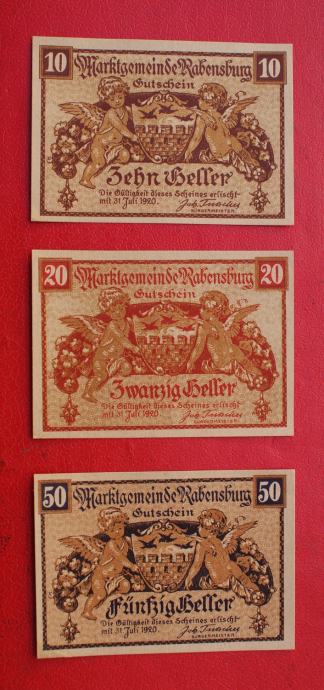 10 Marktgemeinde Rabensburg 10
Gutschein
Zehn Heller
Die Gültigkeit dieses Scheines erlischt
mit 31 Juli 1920.
BÜRGERMEISTER
20 Marktgemeinde Rabensburg 20
Gutschein
Zwanzig Heller
Die Gültigkeit dieses Scheines erlischt
mit 31 Juli 1920.
BÜRGERMEISTER
50 Marktgemeinde Rabensburg 50
Gutschein
Fünfzig Heller
Die Gültigkeit dieses Scheines erlischt
mit 31 Juli 1920.
BÜRGERMEISTER